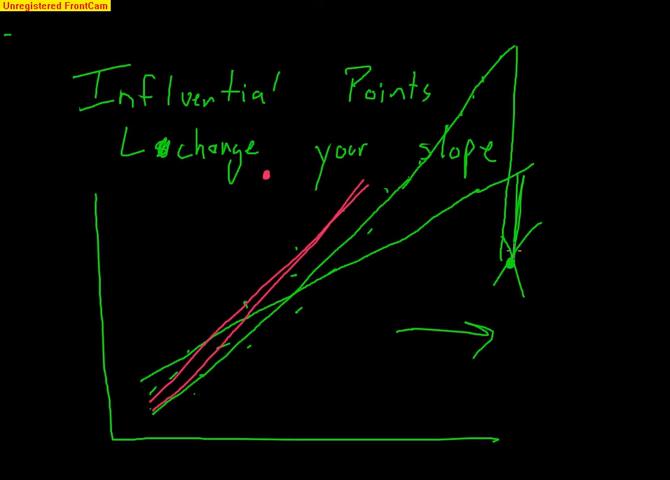 Unregistered FrontCam
Influential Points
change your slope